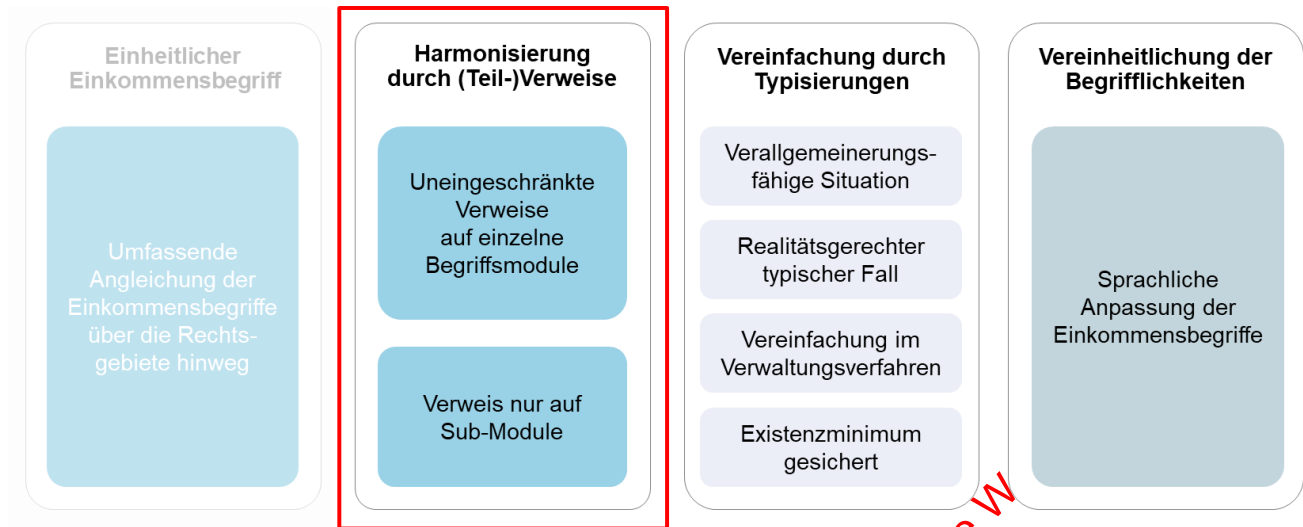 Einheitlicher
Einkommensbegriff
Umfassende
Angleichung der
Einkommensbegriffe
über die Rechts-
gebiete hinweg
Harmonisierung
durch (Teil-)Verweise
Uneingeschränkte
Verweise
auf einzelne
Begriffsmodule
Verweis nur auf
Sub-Module
Vereinfachung durch
Typisierungen
Verallgemeinerungs-
fähige Situation
Realitätsgerechter
typischer Fall
Vereinfachung im
Verwaltungsverfahren
Existenzminimum
gesichert
Vereinheitlichung der
Begrifflichkeiten
Sprachliche
Anpassung der
Einkommensbegriffe